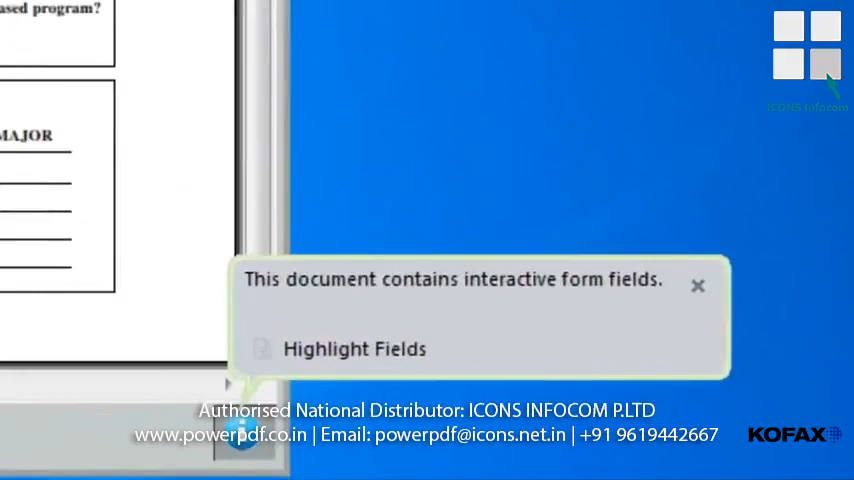 ased program?
MAJOR
ICONS Infocom
This document contains interactive form fields.
Highlight Fields
Authorised National Distributor: ICONS INFOCOM P.LTD
www.powerpdf.co.in | Email: powerpdf@icons.net.in | +91 9619442667
KOFAX